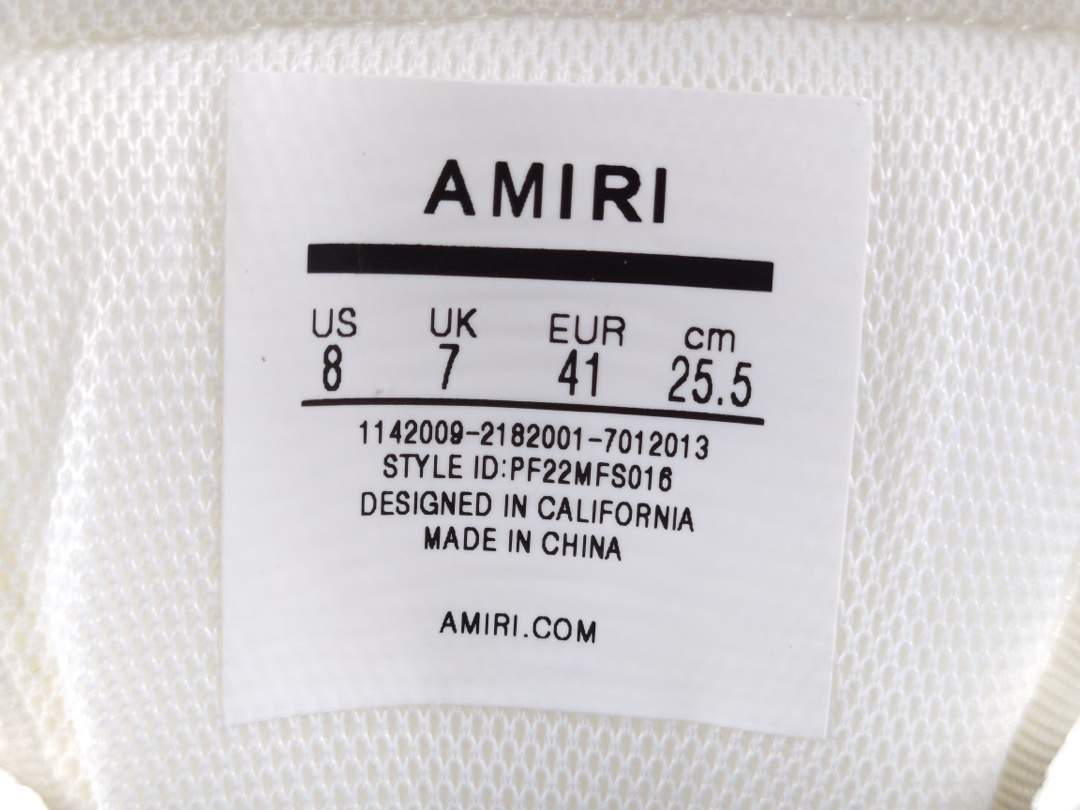 AMIRI
US UK EUR cm
8 7 41 25.5
1142009-2182001-7012013
STYLE ID:PF22MFS016
DESIGNED IN CALIFORNIA
MADE IN CHINA
AMIRI.COM